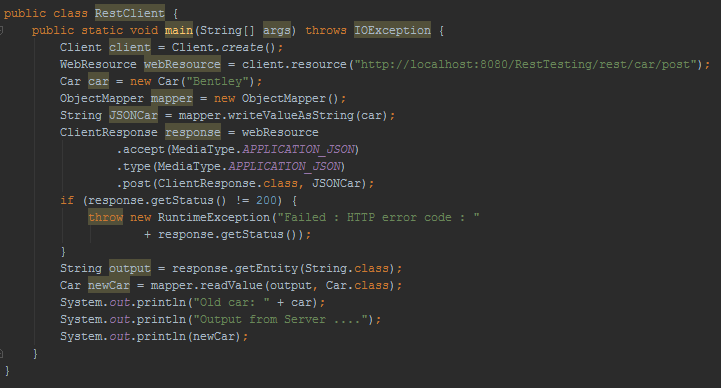 public class RestClient {
    public static void main(String[] args) throws IOException {
        Client client = Client.create();
        WebResource webResource = client.resource("http://localhost:8080/RestTesting/rest/car/post");
        Car car = new Car("Bentley");
        ObjectMapper mapper = new ObjectMapper();
        String JSONCar = mapper.writeValueAsString(car);
        ClientResponse response = webResource
                .accept(MediaType.APPLICATION_JSON)
                .type(MediaType.APPLICATION_JSON)
                .post(ClientResponse.class, JSONCar);
        if (response.getStatus() != 200) {
            throw new RuntimeException("Failed : HTTP error code : "
                    + response.getStatus());
        }
        String output = response.getEntity(String.class);
        Car newCar = mapper.readValue(output, Car.class);
        System.out.println("Old car: " + car);
        System.out.println("Output from Server ....");
        System.out.println(newCar);
    }
}